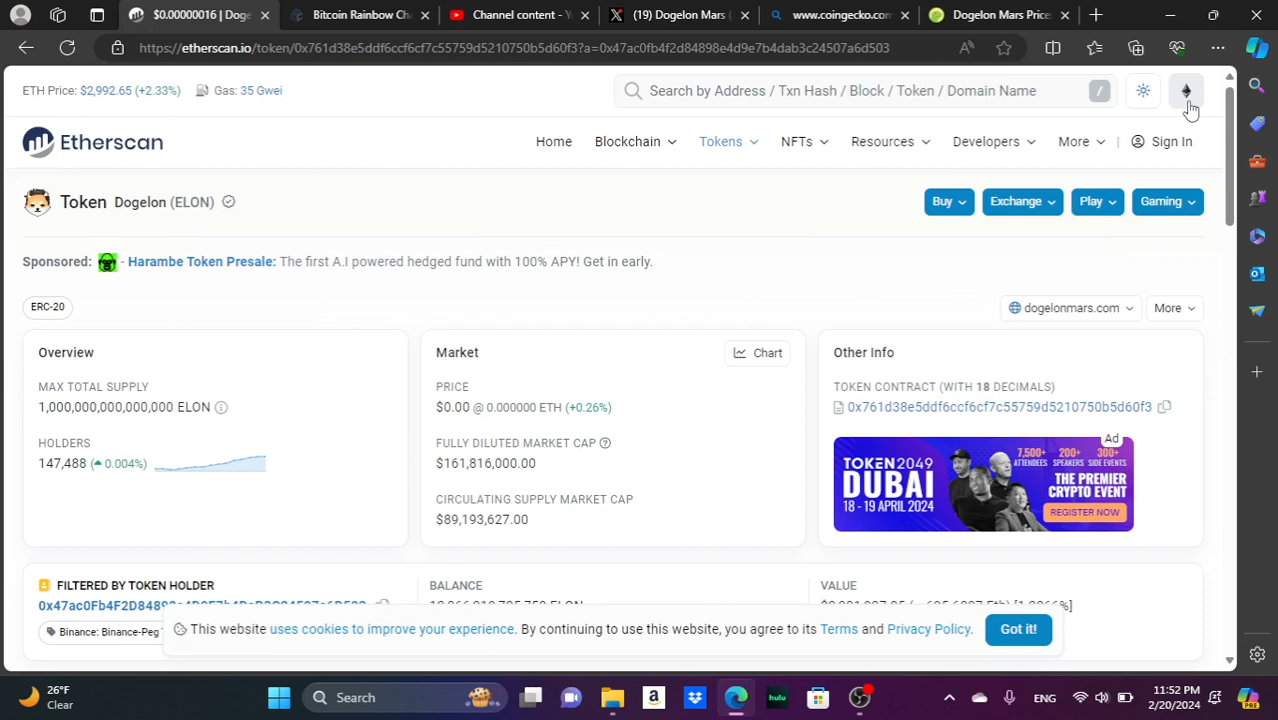 $0.00000016 | Doge
Bitcoin Rainbow Cha
Channel content - Yo
(19) Dogelon Mars (
www.coingecko.com
Dogelon Mars Price:
https://etherscan.io/token/0x761d38e5ddf6ccf6cf7c55759d5210750b5d60f3?a=0x47ac0fb4f2d84898e4d9e7b4dab3c24507a6d503
ETH Price: $2,992.65 (+2.33%)
Gas: 35 Gwei
Search by Address / Txn Hash / Block / Token / Domain Name
/
Etherscan
Home
Blockchain
Tokens
NFTs
Resources
Developers
More
Sign In
Token Dogelon (ELON)
Buy
Exchange
Play
Gaming
Sponsored: - Harambe Token Presale: The first A.I powered hedged fund with 100% APY! Get in early.
ERC-20
dogelonmars.com
More
Overview
MAX TOTAL SUPPLY
1,000,000,000,000,000 ELON
HOLDERS
147,488 (0.004%)
Market
Chart
PRICE
$0.00 @ 0.000000 ETH (+0.26%)
FULLY DILUTED MARKET CAP
$161,816,000.00
CIRCULATING SUPPLY MARKET CAP
$89,193,627.00
Other Info
TOKEN CONTRACT (WITH 18 DECIMALS)
0x761d38e5ddf6ccf6cf7c55759d5210750b5d60f3
Ad
TOKEN2049
DUBAI
18 - 19 APRIL 2024
7,500+ ATTENDEES
200+ SPEAKERS
300+ SIDE EVENTS
THE PREMIER
CRYPTO EVENT
REGISTER NOW
FILTERED BY TOKEN HOLDER
BALANCE
VALUE
Binance: Binance-Peg
This website uses cookies to improve your experience. By continuing to use this website, you agree to its Terms and Privacy Policy.
Got it!
26°F
Clear
Search
hulu
ENG
11:52 PM
2/20/2024
PRE